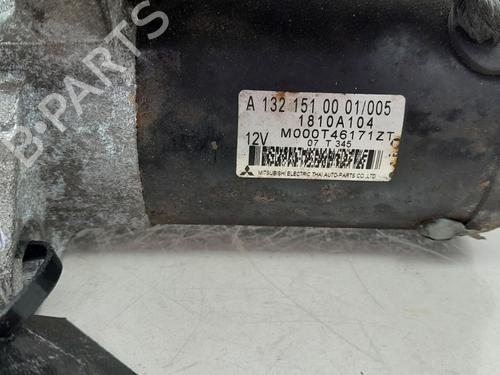 A 132 151 00 01/005
1810A104
12V M000T46171ZT
07 T 345
MITSUBISHI ELECTRIC THAI AUTO-PARTS CO.,LTD.
B-PARTS